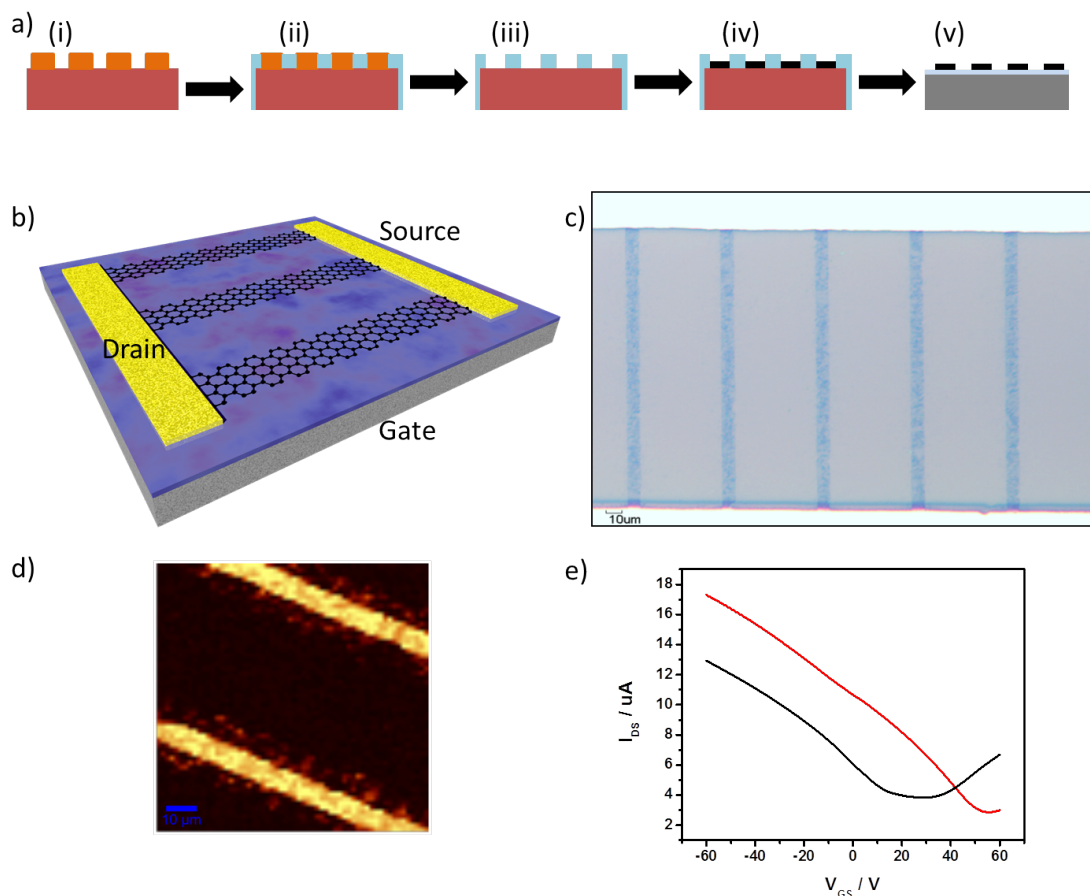 a)
(i)
(ii)
(iii)
(iv)
(v)
b)
Source
Drain
Gate
c)
10um
d)
10 μm
e)
18
16
14
12
10
8
6
4
2
I_DS / uA
-60
-40
-20
0
20
40
60
V_GS / V